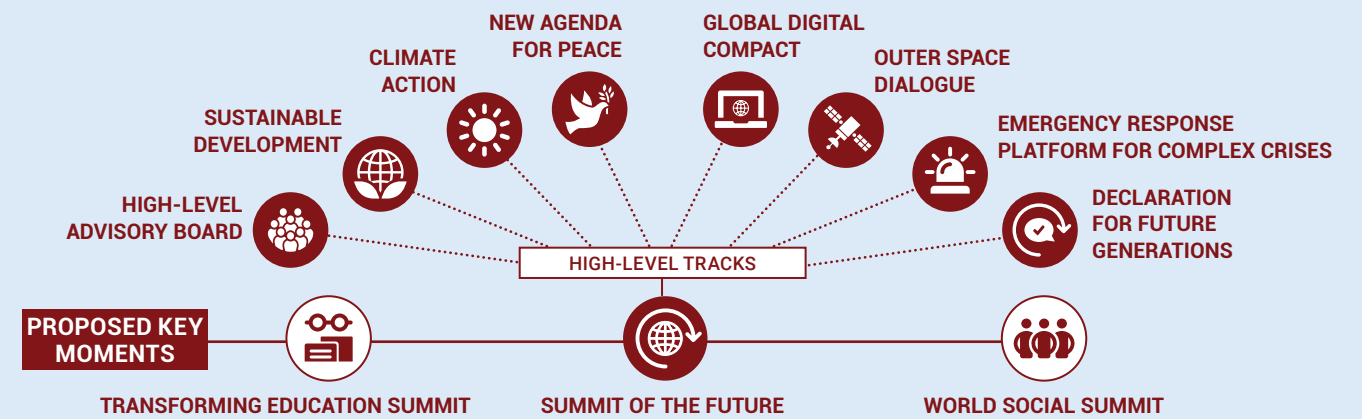 HIGH-LEVEL
ADVISORY BOARD
SUSTAINABLE
DEVELOPMENT
CLIMATE
ACTION
NEW AGENDA
FOR PEACE
GLOBAL DIGITAL
COMPACT
OUTER SPACE
DIALOGUE
EMERGENCY RESPONSE
PLATFORM FOR COMPLEX CRISES
DECLARATION
FOR FUTURE
GENERATIONS
HIGH-LEVEL TRACKS
PROPOSED KEY
MOMENTS
TRANSFORMING EDUCATION SUMMIT
SUMMIT OF THE FUTURE
WORLD SOCIAL SUMMIT